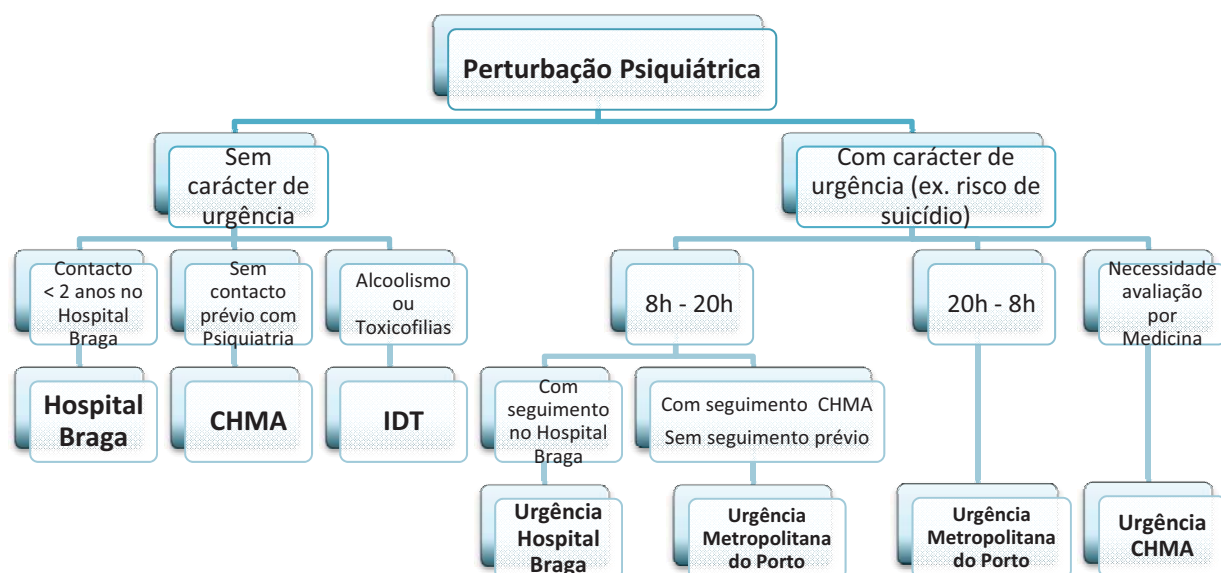 Perturbação Psiquiátrica
Sem
carácter de
urgência
Com carácter de
urgência (ex. risco de
suicídio)
Contacto
< 2 anos no
Hospital
Braga
Sem
contacto
prévio com
Psiquiatria
Alcoolismo
ou
Toxicofilias
8h - 20h
20h - 8h
Necessidade
avaliação
por
Medicina
Hospital
Braga
CHMA
IDT
Com
seguimento
no Hospital
Braga
Com seguimento CHMA
Sem seguimento prévio
Urgência
Hospital
Braga
Urgência
Metropolitana
do Porto
Urgência
Metropolitana
do Porto
Urgência
CHMA